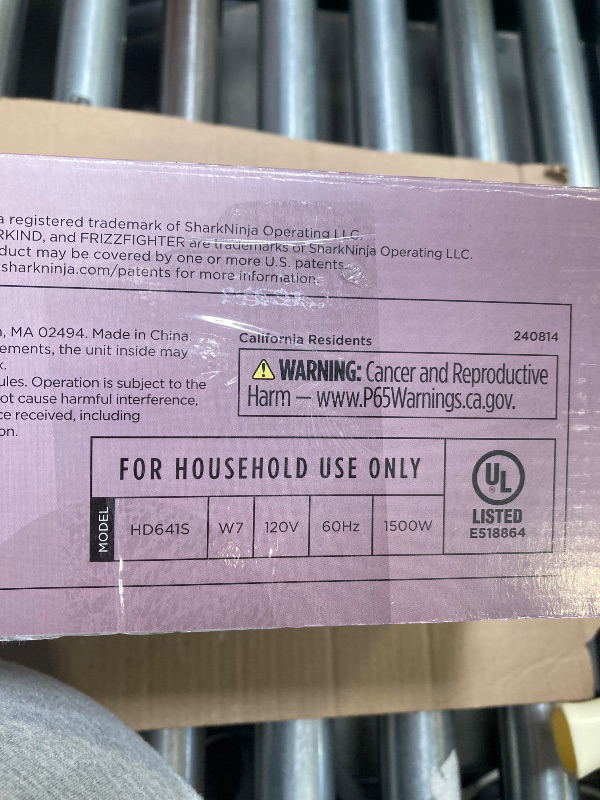 a registered trademark of SharkNinja Operating LLC.
RKIND, and FRIZZFIGHTER are trademarks of SharkNinja Operating LLC.
duct may be covered by one or more U.S. patents.
sharkninja.com/patents for more information.
, MA 02494. Made in China
ements, the unit inside may
x.
ules. Operation is subject to the
ot cause harmful interference,
ce received, including
on.
California Residents
240814
⚠ WARNING: Cancer and Reproductive
Harm — www.P65Warnings.ca.gov.
FOR HOUSEHOLD USE ONLY
MODEL
HD641S W7 120V 60Hz 1500W
UL
®
LISTED
E518864